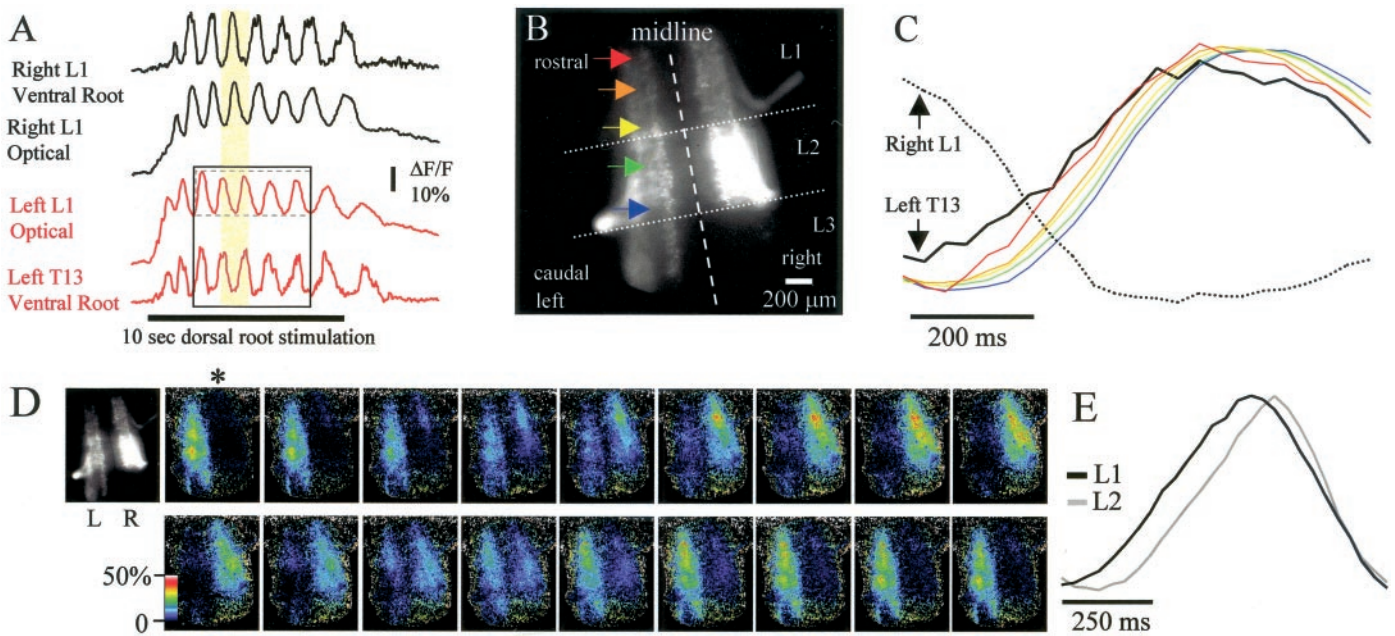 A
Right L1
Ventral Root
Right L1
Optical
Left L1
Optical
Left T13
Ventral Root
ΔF/F
10%
10 sec dorsal root stimulation
B
midline
rostral
L1
L2
L3
caudal
left
right
200 µm
C
Right L1
Left T13
200 ms
D
*
L R
50%
0
E
L1
L2
250 ms